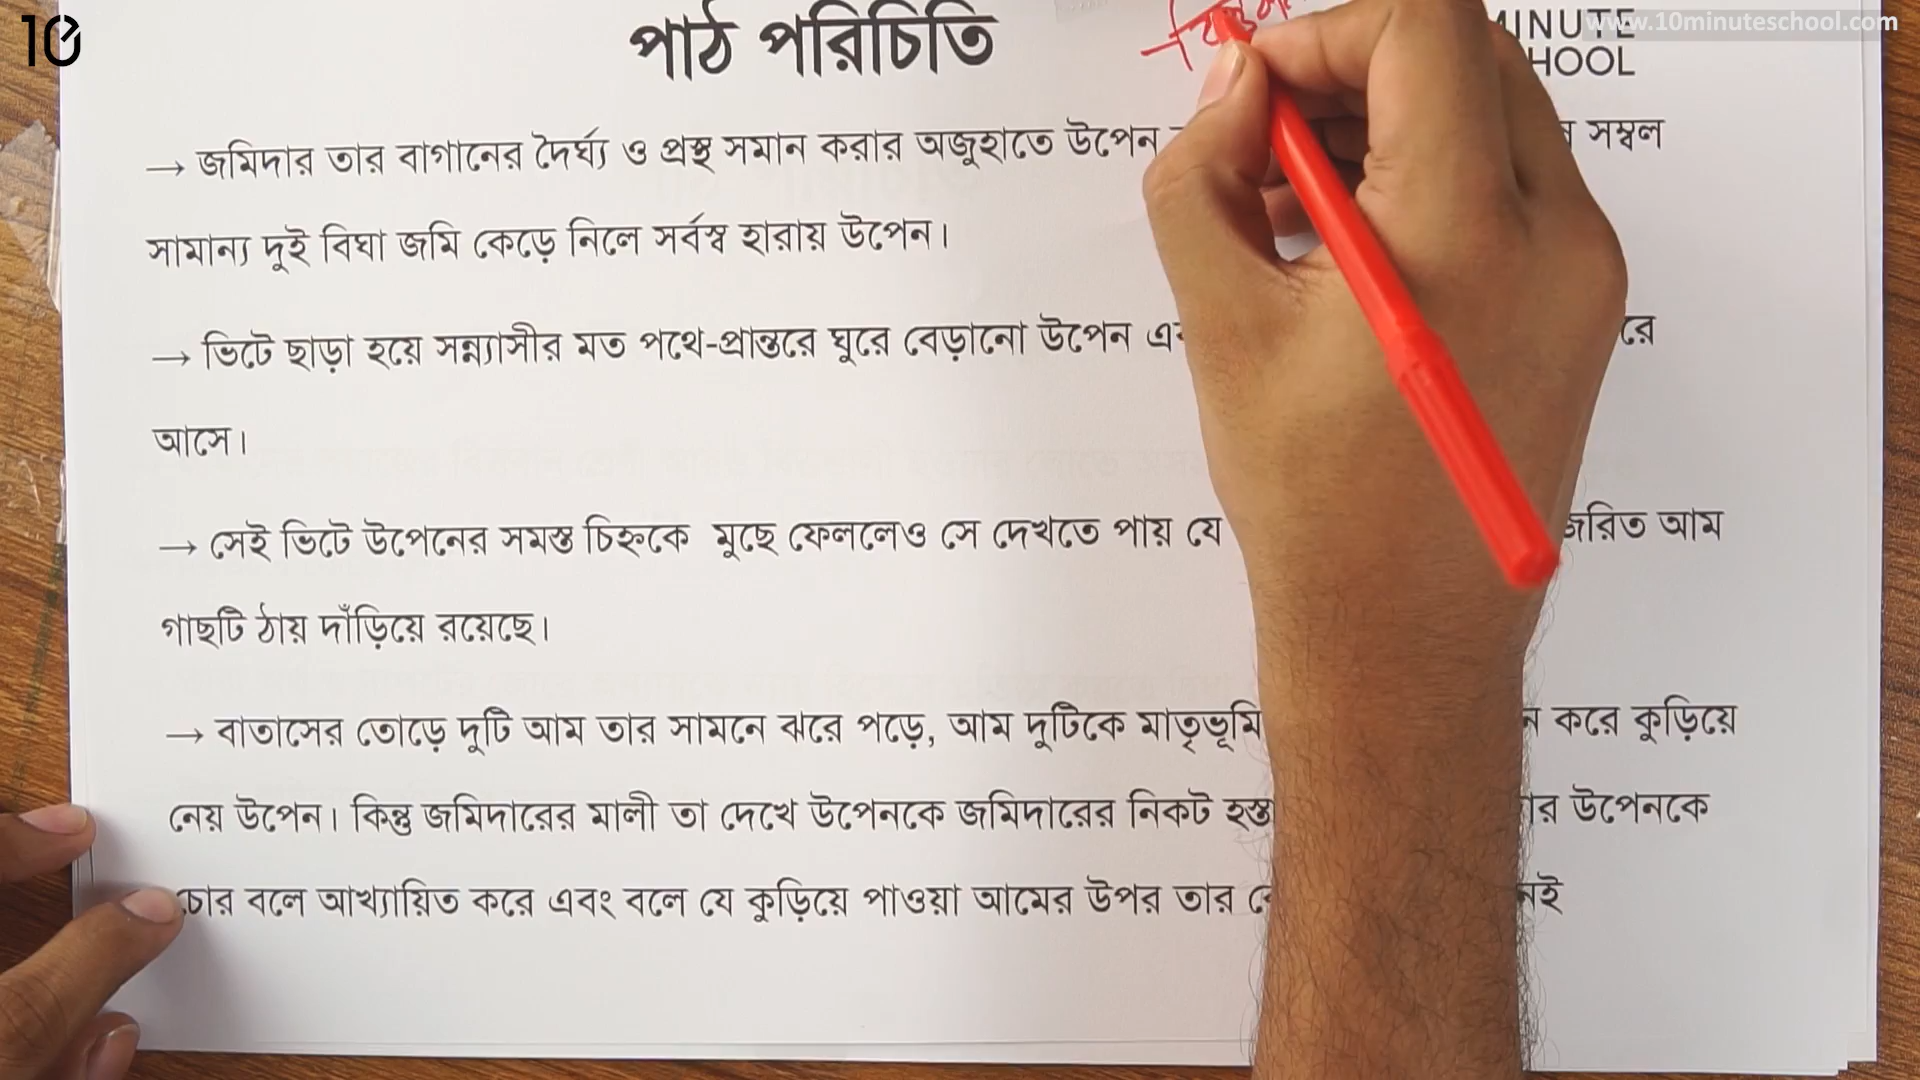 10
www.10minuteschool.com
পাঠ পরিচিতি
MINUTE
HOOL
→ জমিদার তার বাগানের দৈর্ঘ্য ও প্রস্থ সমান করার অজুহাতে উপেন সম্বল
সামান্য দুই বিঘা জমি কেড়ে নিলে সর্বস্ব হারায় উপেন।
→ ভিটে ছাড়া হয়ে সন্ন্যাসীর মত পথে-প্রান্তরে ঘুরে বেড়ানো উপেন
আসে।
→ সেই ভিটে উপেনের সমস্ত চিহ্নকে মুছে ফেললেও সে দেখতে পায় যে জরিত আম
গাছটি ঠায় দাঁড়িয়ে রয়েছে।
→ বাতাসের তোড়ে দুটি আম তার সামনে ঝরে পড়ে, আম দুটিকে মাতৃভূমি করে কুড়িয়ে
নেয় উপেন। কিন্তু জমিদারের মালী তা দেখে উপেনকে জমিদারের নিকট হস্তা র উপেনকে
চোর বলে আখ্যায়িত করে এবং বলে যে কুড়িয়ে পাওয়া আমের উপর তার নেই